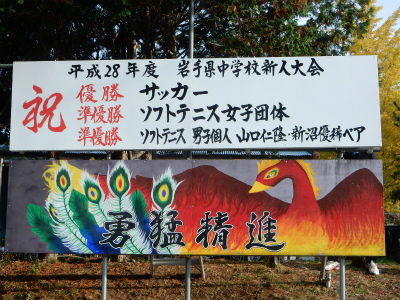 平成28年度 岩手県中学校新人大会
祝
優勝 サッカー
準優勝 ソフトテニス女子団体
準優勝 ソフトテニス 男子個人 山口仁隆・新沼優稀ペア
勇猛精進